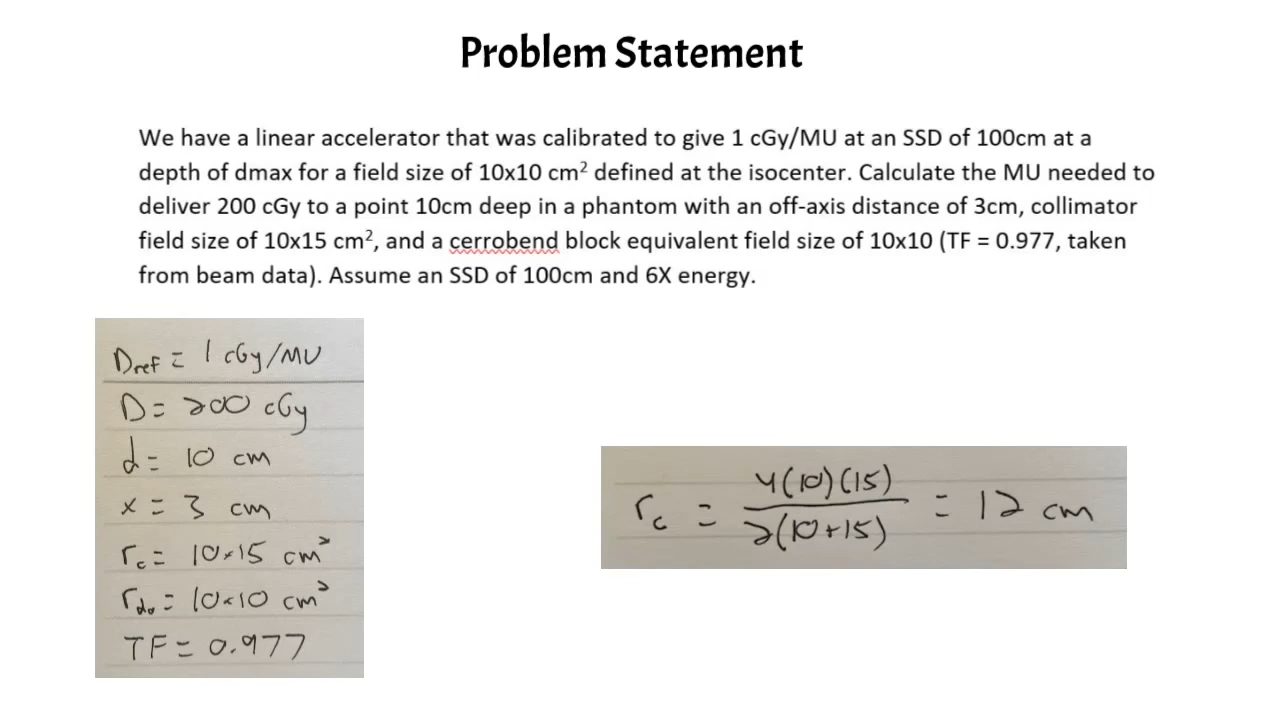 Problem Statement
We have a linear accelerator that was calibrated to give 1 cGy/MU at an SSD of 100cm at a
depth of dmax for a field size of 10x10 cm² defined at the isocenter. Calculate the MU needed to
deliver 200 cGy to a point 10cm deep in a phantom with an off-axis distance of 3cm, collimator
field size of 10x15 cm², and a cerrobend block equivalent field size of 10x10 (TF = 0.977, taken
from beam data). Assume an SSD of 100cm and 6X energy.
Dref = 1 cGy/MU
D = 200 cGy
d = 10 cm
x = 3 cm
rc = 10×15 cm²
rdo = 10×10 cm²
TF = 0.977
rc = 4(10)(15) / 2(10+15) = 12 cm